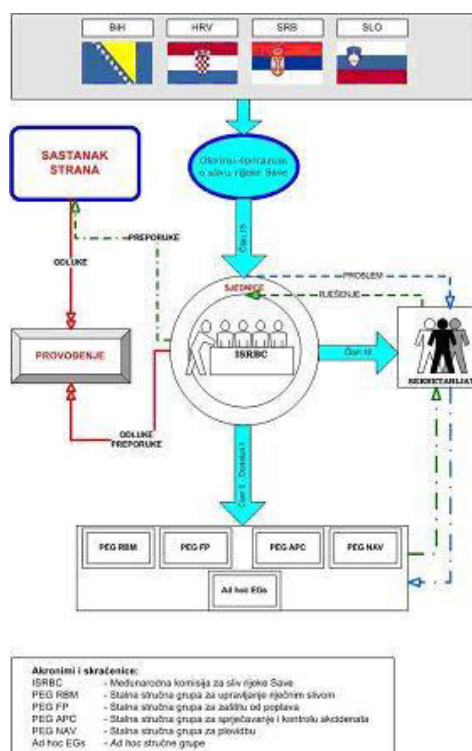 BiH
HRV
SRB
SLO
SASTANAK
STRANA
Okvirni sporazum
o slivu rijeke Save
PREPORUKE
Član 15
PROBLEM
ODLUKE
SJEDNICE
RJEŠENJE
PROVOĐENJE
ISRBC
SEKRETARIJAT
ODLUKE
PREPORUKE
PEG RBM
PEG FP
PEG APC
PEG NAV
Ad hoc EGs
Akronimi i skraćenice:
ISRBC - Međunarodna komisija za sliv rijeke Save
PEG RBM - Stalna stručna grupa za upravljanje riječnim slivom
PEG FP - Stalna stručna grupa za zaštitu od poplava
PEG APC - Stalna stručna grupa za sprječavanje i kontrolu akcidenata
PEG NAV - Stalna stručna grupa za plovidbu
Ad hoc EGs - Ad hoc stručne grupe